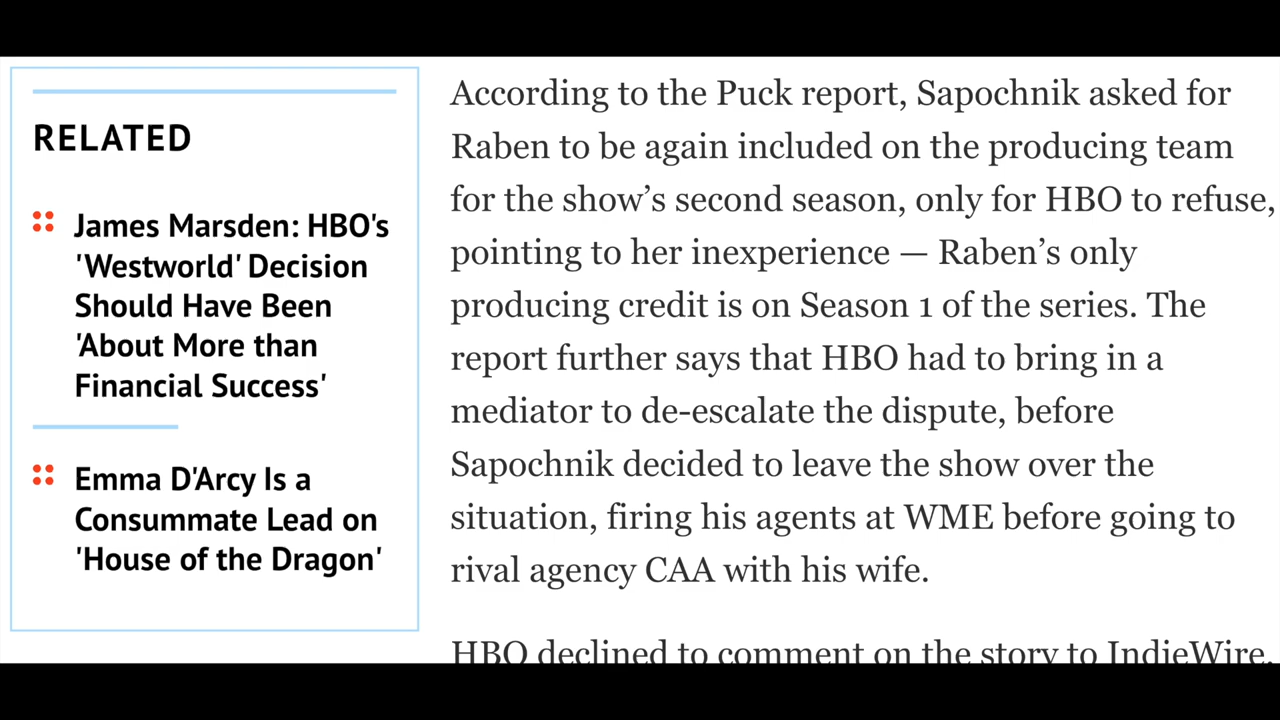 RELATED
James Marsden: HBO's
'Westworld' Decision
Should Have Been
'About More than
Financial Success'
Emma D'Arcy Is a
Consummate Lead on
'House of the Dragon'
According to the Puck report, Sapochnik asked for
Raben to be again included on the producing team
for the show’s second season, only for HBO to refuse,
pointing to her inexperience — Raben’s only
producing credit is on Season 1 of the series. The
report further says that HBO had to bring in a
mediator to de-escalate the dispute, before
Sapochnik decided to leave the show over the
situation, firing his agents at WME before going to
rival agency CAA with his wife.
HBO declined to comment on the story to IndieWire.